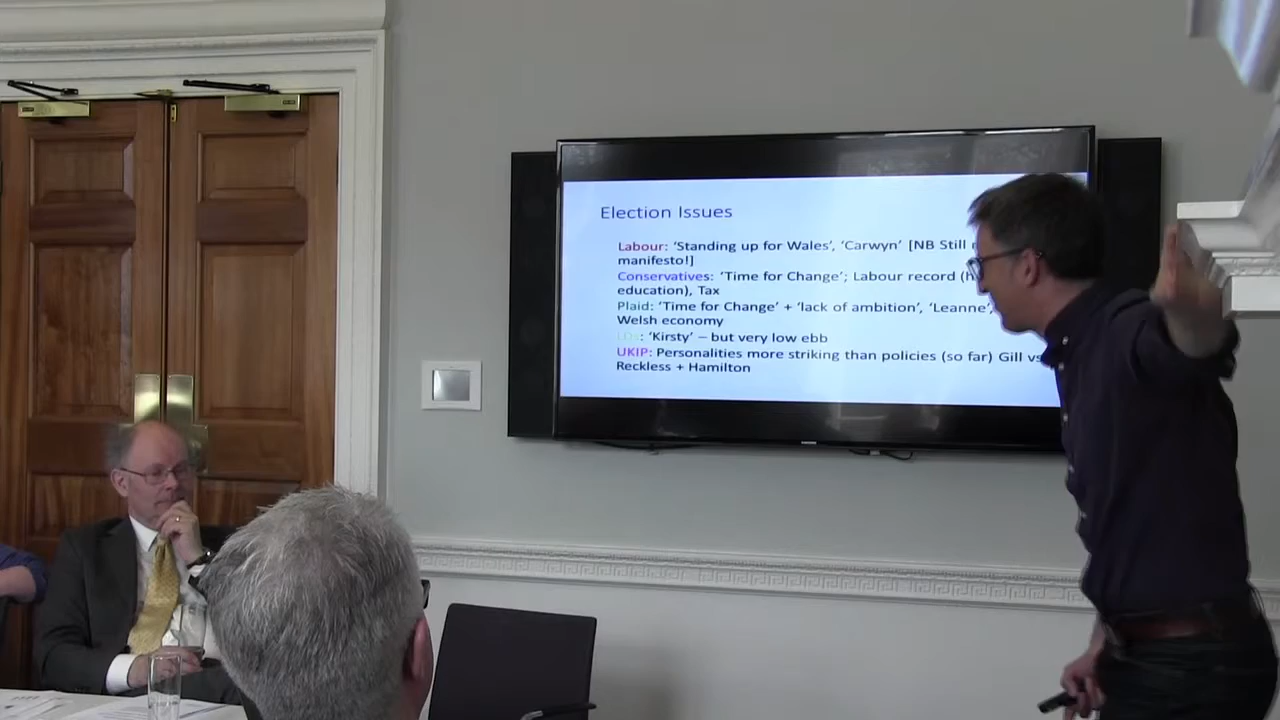 Election Issues
Labour: ‘Standing up for Wales’, ‘Carwyn’ [NB Still
manifesto!]
Conservatives: ‘Time for Change’; Labour record
education), Tax
Plaid: ‘Time for Change’ + ‘lack of ambition’, ‘Leanne’,
Welsh economy
: ‘Kirsty’ – but very low ebb
UKIP: Personalities more striking than policies (so far) Gill vs
Reckless + Hamilton